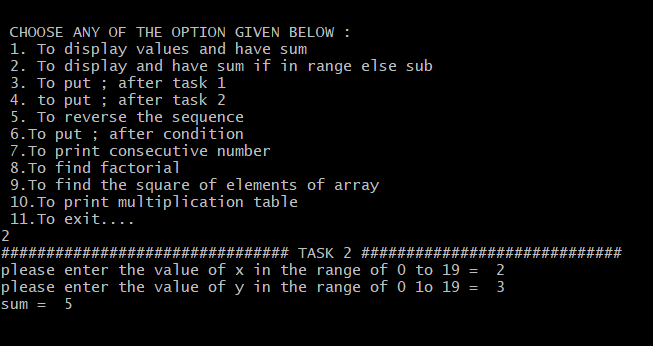 CHOOSE ANY OF THE OPTION GIVEN BELOW :
1. To display values and have sum
2. To display and have sum if in range else sub
3. To put ; after task 1
4. to put ; after task 2
5. To reverse the sequence
6.To put ; after condition
7.To print consecutive number
8.To find factorial
9.To find the square of elements of array
10.To print multiplication table
11.To exit....
2
################################ TASK 2 #############################
please enter the value of x in the range of 0 to 19 =  2
please enter the value of y in the range of 0 1o 19 =  3
sum =  5